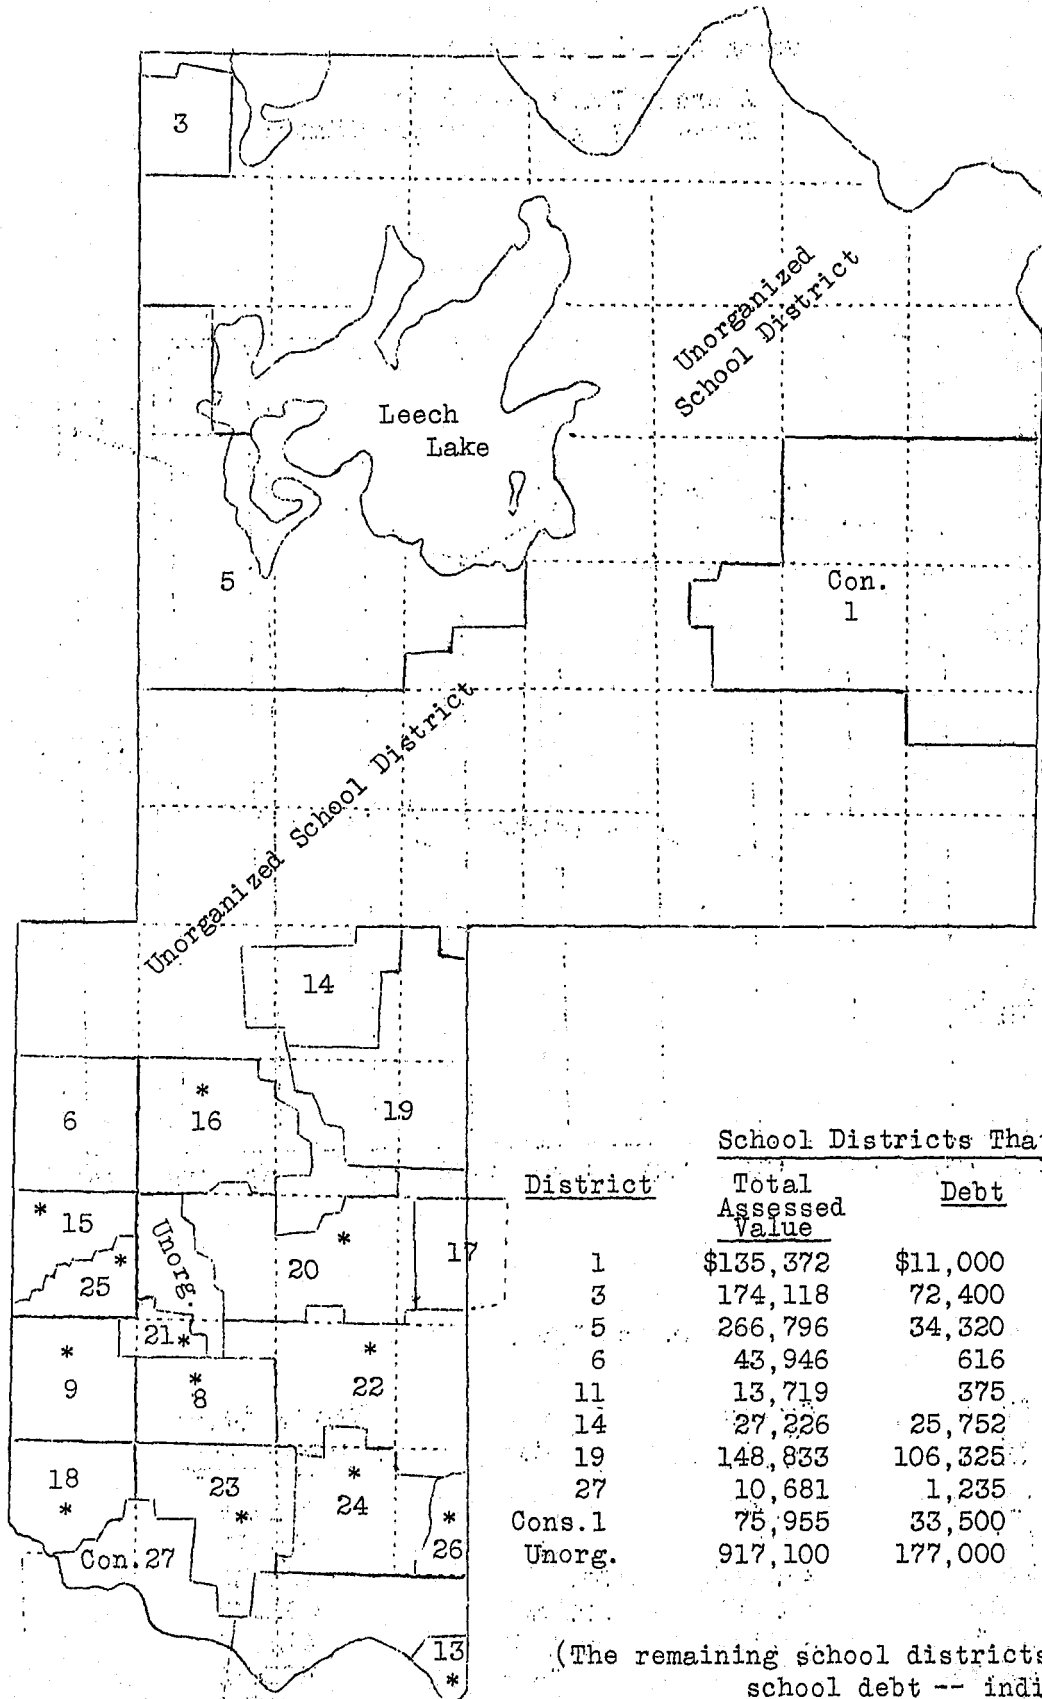 3
Unorganized
School District
Leech
Lake
5
Con.
1
Unorganized School District
14
6
*
16
19
*
15
*
25
Unorg.
20
*
17
21*
*
9
*
8
*
22
18
*
23
*
*
24
*
26
Con.27
13
*
School Districts Tha
District Total Assessed Value Debt
1 $135,372 $11,000
3 174,118 72,400
5 266,796 34,320
6 43,946 616
11 13,719 375
14 27,226 25,752
19 148,833 106,325
27 10,681 1,235
Cons.1 75,955 33,500
Unorg. 917,100 177,000
(The remaining school districts
school debt -- indi